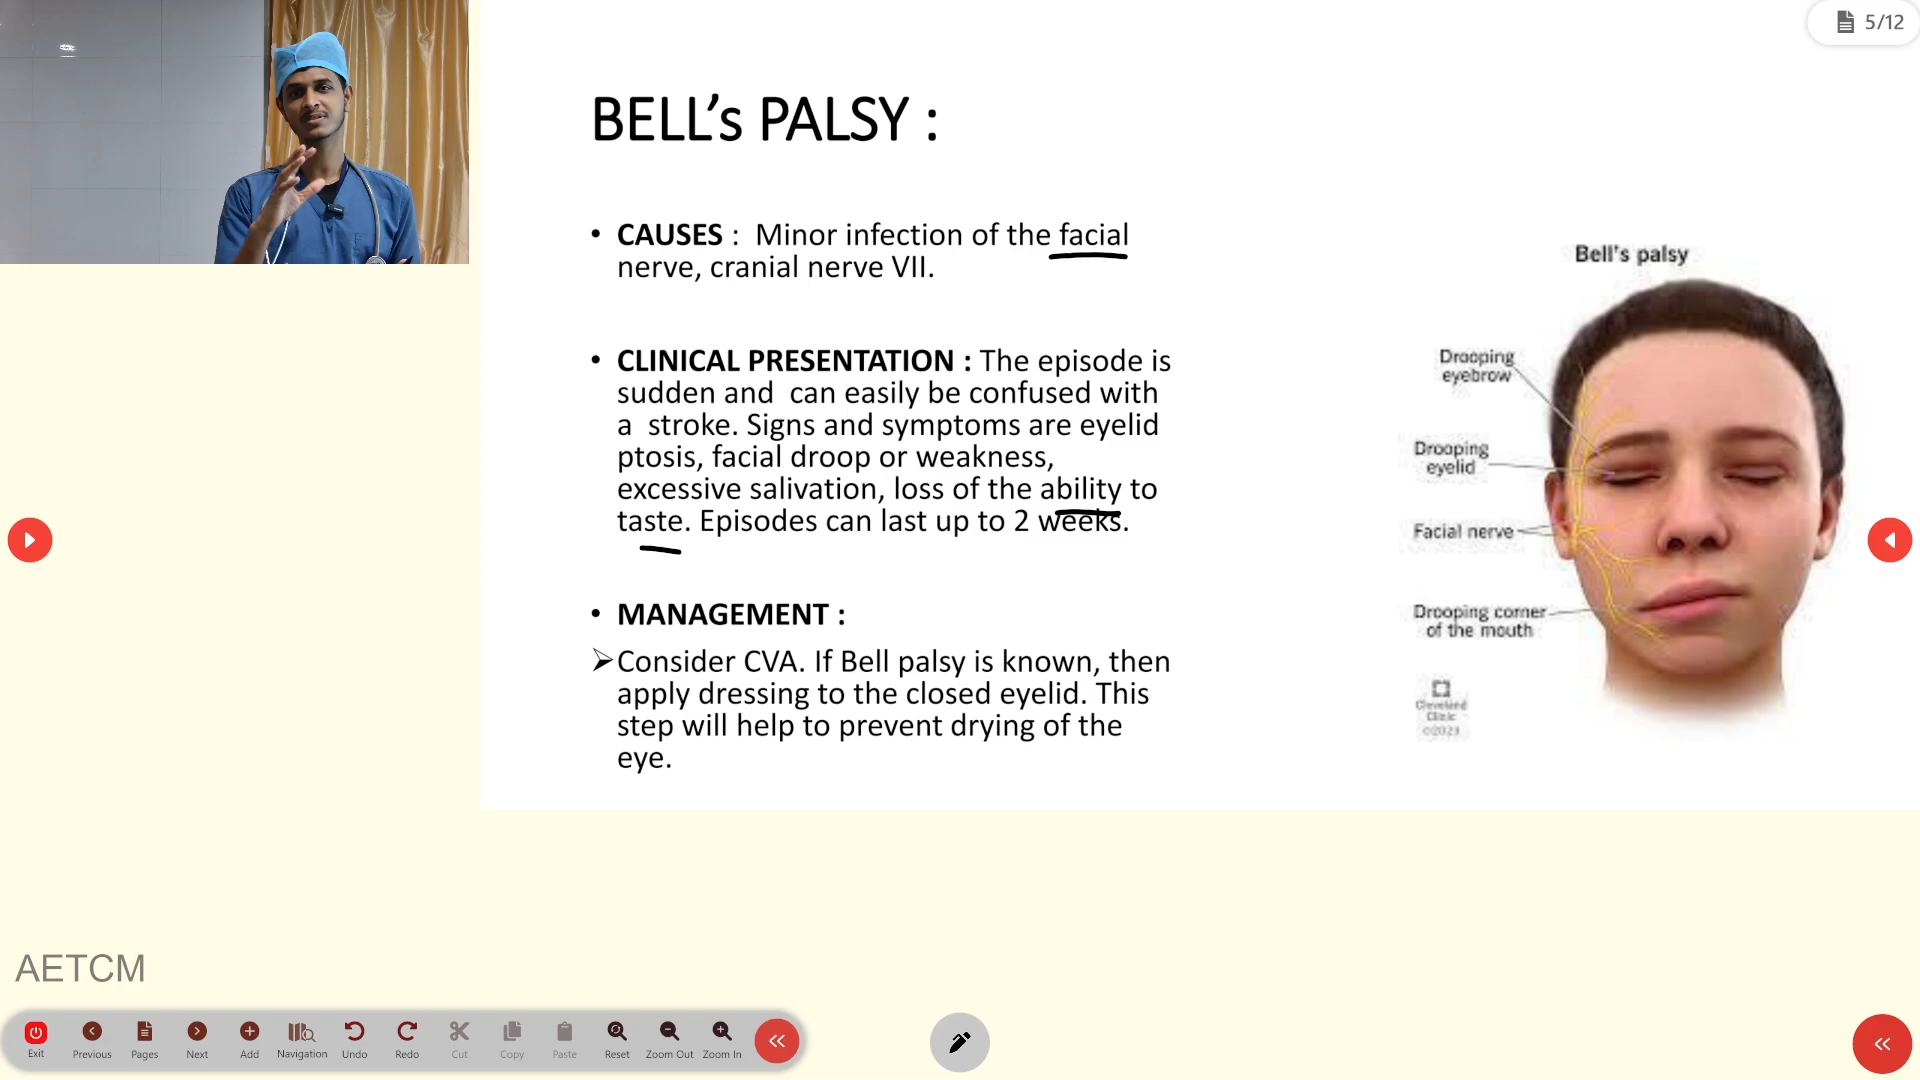 5/12
BELL's PALSY :
• CAUSES : Minor infection of the facial
nerve, cranial nerve VII.
• CLINICAL PRESENTATION : The episode is
sudden and can easily be confused with
a stroke. Signs and symptoms are eyelid
ptosis, facial droop or weakness,
excessive salivation, loss of the ability to
taste. Episodes can last up to 2 weeks.
• MANAGEMENT :
➢ Consider CVA. If Bell palsy is known, then
apply dressing to the closed eyelid. This
step will help to prevent drying of the
eye.
Bell's palsy
Drooping
eyebrow
Drooping
eyelid
Facial nerve
Drooping corner
of the mouth
Cleveland
Clinic
©2023
AETCM
Exit
Previous
Pages
Next
Add
Navigation
Undo
Redo
Cut
Copy
Paste
Reset
Zoom Out
Zoom In